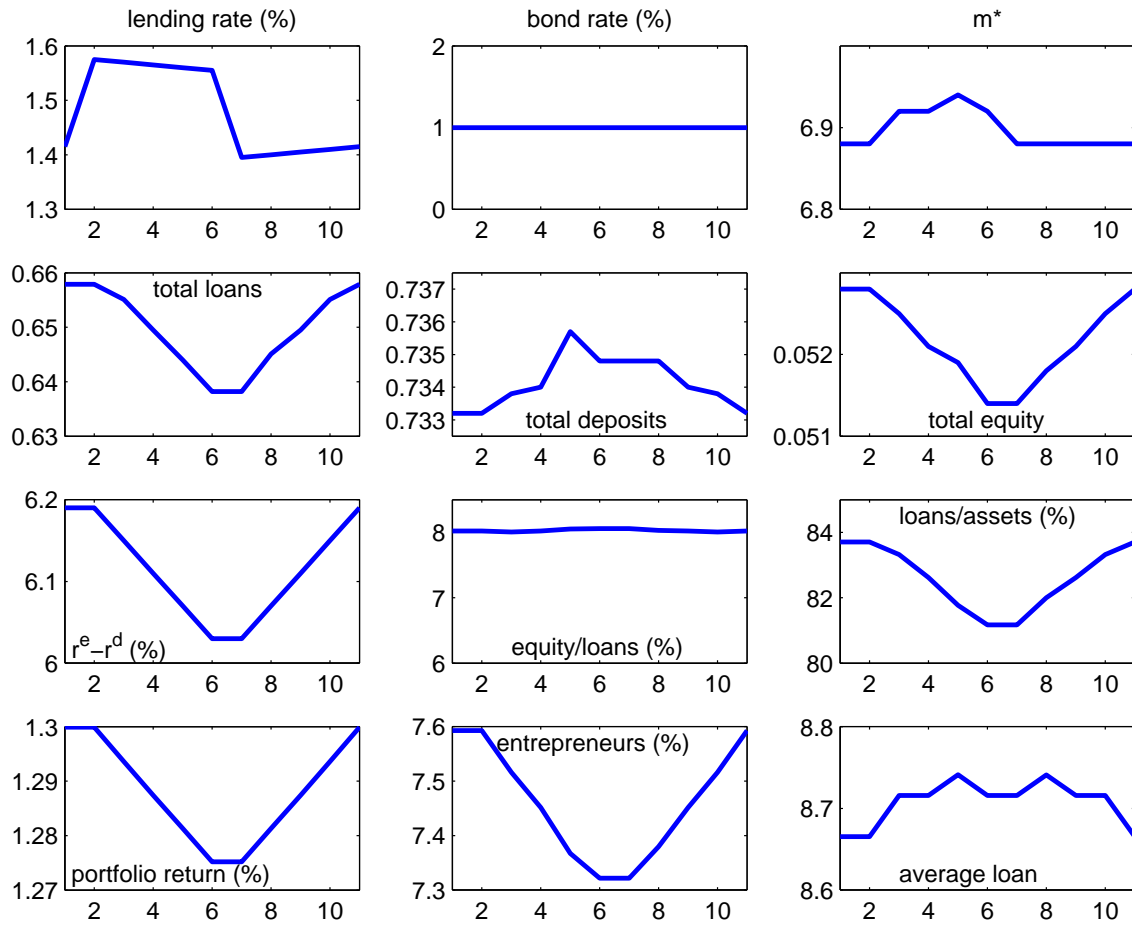 lending rate (%)
bond rate (%)
m*
1.6
1.5
1.4
1.3
2 4 6 8 10
2
1
0
2 4 6 8 10
6.9
6.8
2 4 6 8 10
0.66
0.65
0.64
0.63
total loans
2 4 6 8 10
0.737
0.736
0.735
0.734
0.733
total deposits
2 4 6 8 10
0.052
0.051
total equity
2 4 6 8 10
6.2
6.1
6
r^e−r^d (%)
2 4 6 8 10
8
7
6
equity/loans (%)
2 4 6 8 10
84
82
80
loans/assets (%)
2 4 6 8 10
1.3
1.29
1.28
1.27
portfolio return (%)
2 4 6 8 10
7.6
7.5
7.4
7.3
entrepreneurs (%)
2 4 6 8 10
8.8
8.7
8.6
average loan
2 4 6 8 10